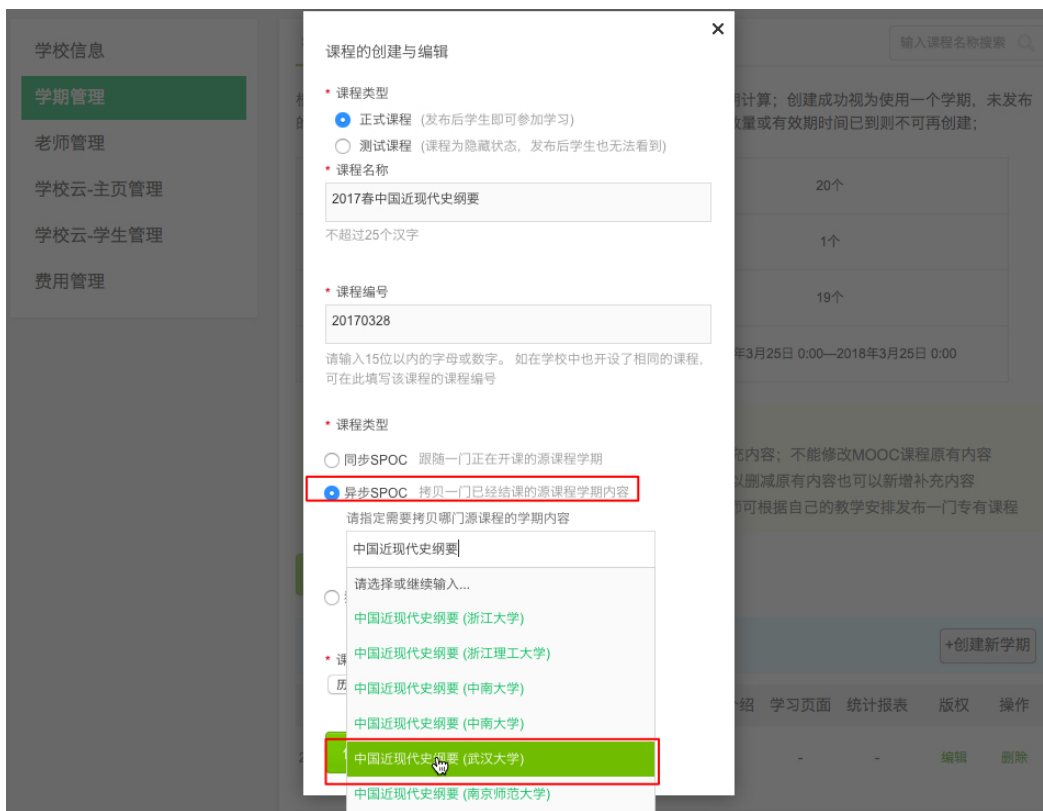 学校信息
学期管理
老师管理
学校云-主页管理
学校云-学生管理
费用管理
输入课程名称搜索
计算；创建成功视为使用一个学期，未发布
数量或有效期时间已到则不可再创建；
20个
1个
19个
年3月25日 0:00—2018年3月25日 0:00
充内容；不能修改MOOC课程原有内容
以删减原有内容也可以新增补充内容
可根据自己的教学安排发布一门专有课程
+创建新学期
介绍 学习页面 统计报表 版权 操作
- - 编辑 删除
课程的创建与编辑
* 课程类型
正式课程 (发布后学生即可参加学习)
测试课程 (课程为隐藏状态，发布后学生也无法看到)
* 课程名称
2017春中国近现代史纲要
不超过25个汉字
* 课程编号
20170328
请输入15位以内的字母或数字。 如在学校中也开设了相同的课程,
可在此填写该课程的课程编号
* 课程类型
同步SPOC 跟随一门正在开课的源课程学期
异步SPOC 拷贝一门已经结课的源课程学期内容
请指定需要拷贝哪门源课程的学期内容
中国近现代史纲要
请选择或继续输入...
中国近现代史纲要 (浙江大学)
中国近现代史纲要 (浙江理工大学)
* 课
历
中国近现代史纲要 (中南大学)
中国近现代史纲要 (中南大学)
中国近现代史纲要 (武汉大学)
中国近现代史纲要 (南京师范大学)